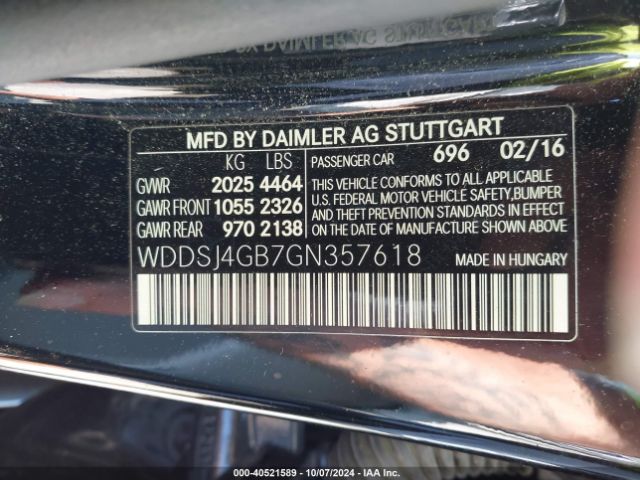 MFD BY DAIMLER AG STUTTGART
KG LBS
GVWR 2025 4464
GAWR FRONT 1055 2326
GAWR REAR 970 2138
PASSENGER CAR 696 02/16
THIS VEHICLE CONFORMS TO ALL APPLICABLE
U.S. FEDERAL MOTOR VEHICLE SAFETY,BUMPER
AND THEFT PREVENTION STANDARDS IN EFFECT
ON THE DATE OF MANUFACTURE SHOWN ABOVE
WDDSJ4GB7GN357618
MADE IN HUNGARY
000-40521589 - 10/07/2024 - IAA Inc.